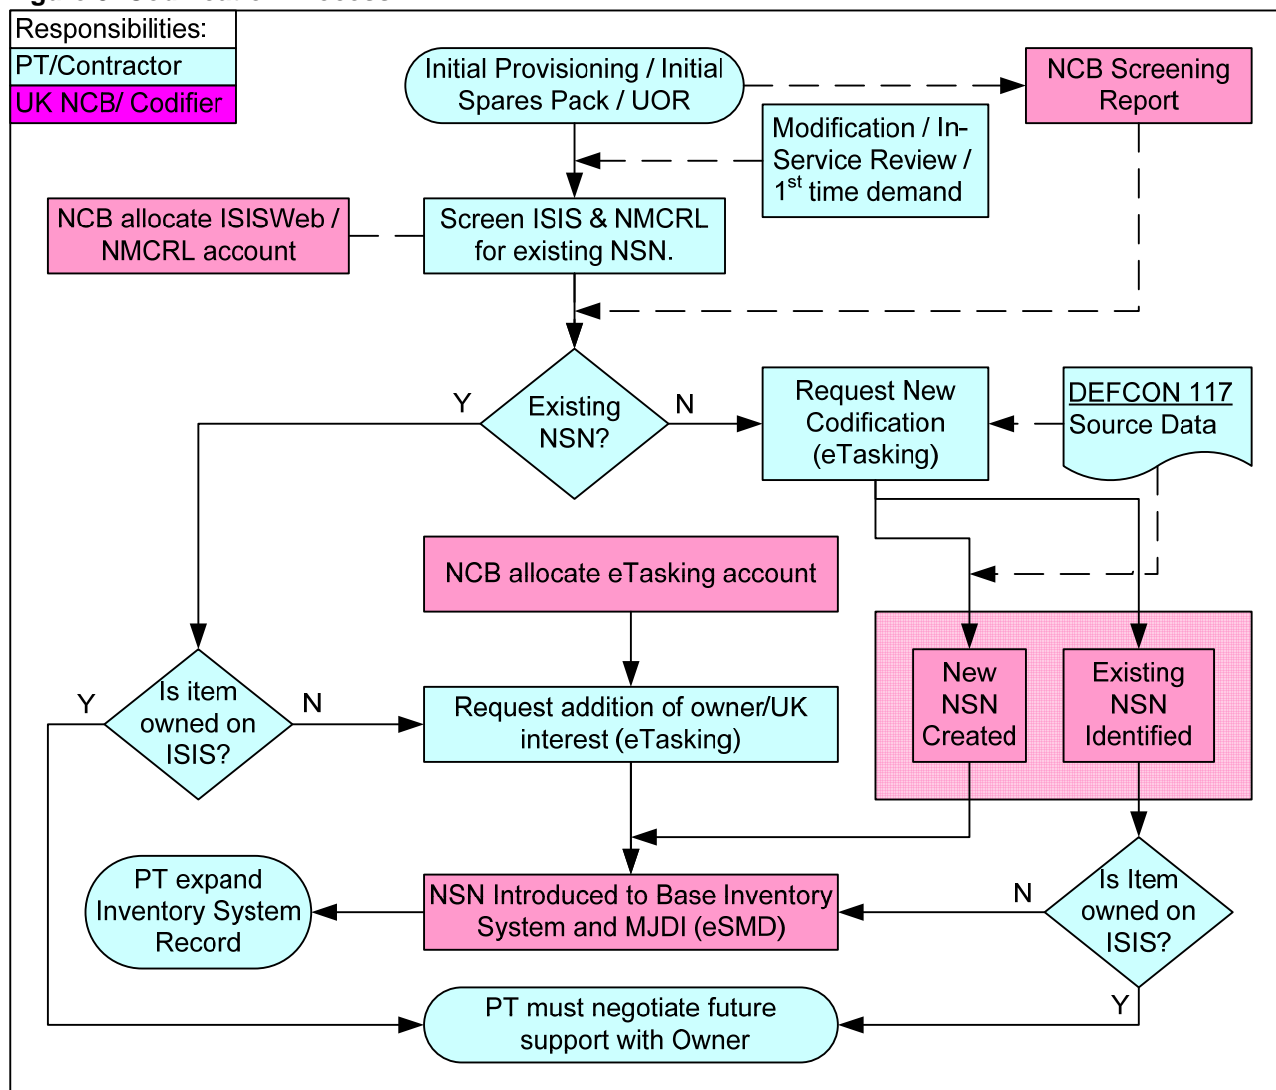 Responsibilities:
PT/Contractor
UK NCB/ Codifier
Initial Provisioning / Initial
Spares Pack / UOR
NCB Screening
Report
Modification / In-
Service Review /
1st time demand
NCB allocate ISISWeb /
NMCRL account
Screen ISIS & NMCRL
for existing NSN.
Y
Existing
NSN?
N
Request New
Codification
(eTasking)
DEFCON 117
Source Data
NCB allocate eTasking account
Y
Is item
owned on
ISIS?
N
Request addition of owner/UK
interest (eTasking)
New
NSN
Created
Existing
NSN
Identified
PT expand
Inventory System
Record
NSN Introduced to Base Inventory
System and MJDI (eSMD)
N
Is Item
owned on
ISIS?
Y
PT must negotiate future
support with Owner